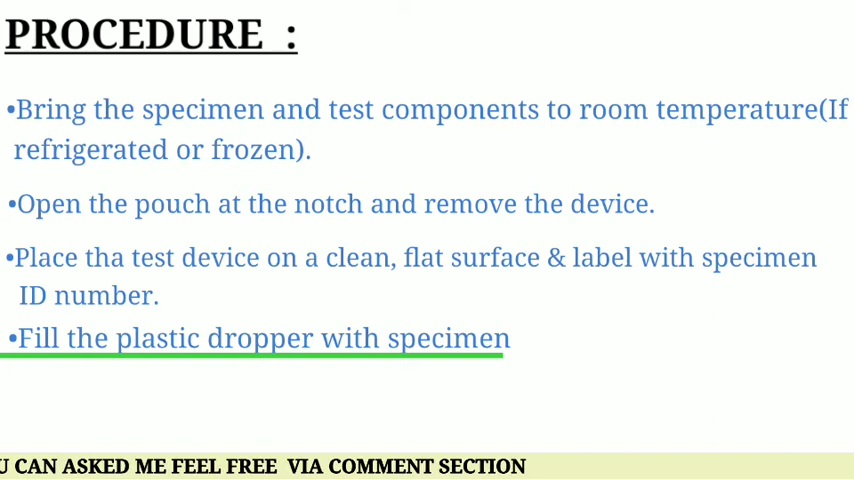 PROCEDURE :
•Bring the specimen and test components to room temperature(If
refrigerated or frozen).
•Open the pouch at the notch and remove the device.
•Place tha test device on a clean, flat surface & label with specimen
ID number.
•Fill the plastic dropper with specimen
CAN ASKED ME FEEL FREE VIA COMMENT SECTION